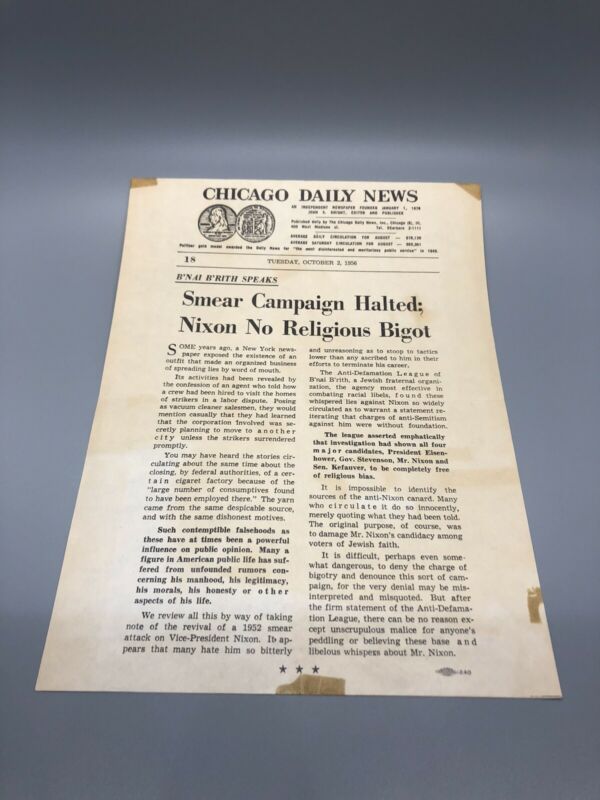 CHICAGO DAILY NEWS
AN INDEPENDENT NEWSPAPER FOUNDED JANUARY 1, 1876
JOHN S. KNIGHT, EDITOR AND PUBLISHER
Published daily by The Chicago Daily News, Inc., Chicago (6), Ill.
400 West Madison st. Tel. DEarborn 2-1111
AVERAGE DAILY CIRCULATION FOR AUGUST —
AVERAGE SATURDAY CIRCULATION FOR AUGUST —
Pulitzer gold medal awarded the Daily News for "the most disinterested and meritorious public service" in 1949.
18
TUESDAY, OCTOBER 2, 1956
B'NAI B'RITH SPEAKS
Smear Campaign Halted;
Nixon No Religious Bigot
SOME years ago, a New York news-
paper exposed the existence of an
outfit that made an organized business
of spreading lies by word of mouth.
Its activities had been revealed by
the confession of an agent who told how
a crew had been hired to visit the homes
of strikers in a labor dispute. Posing
as vacuum cleaner salesmen, they would
mention casually that they had learned
that the corporation involved was se-
cretly planning to move to another
city unless the strikers surrendered
promptly.
You may have heard the stories cir-
culating about the same time about the
closing, by federal authorities, of a cer-
tain cigaret factory because of the
"large number of consumptives found
to have been employed there." The yarn
came from the same despicable source,
and with the same dishonest motives.
Such contemptible falsehoods as
these have at times been a powerful
influence on public opinion. Many a
figure in American public life has suf-
fered from unfounded rumors con-
cerning his manhood, his legitimacy,
his morals, his honesty or other
aspects of his life.
We review all this by way of taking
note of the revival of a 1952 smear
attack on Vice-President Nixon. It ap-
pears that many hate him so bitterly
and unreasoning as to stoop to tactics
lower than any ascribed to him in their
efforts to terminate his career.
The Anti-Defamation League of
B'nai B'rith, a Jewish fraternal organi-
zation, the agency most effective in
combating racial libels, found these
whispered lies against Nixon so widely
circulated as to warrant a statement re-
iterating that charges of anti-Semitism
against him were without foundation.
The league asserted emphatically
that investigation had shown all four
major candidates, President Eisen-
hower, Gov. Stevenson, Mr. Nixon and
Sen. Kefauver, to be completely free
of religious bias.
It is impossible to identify the
sources of the anti-Nixon canard. Many
who circulate it do so innocently,
merely quoting what they had been told.
The original purpose, of course, was
to damage Mr. Nixon's candidacy among
voters of Jewish faith.
It is difficult, perhaps even some-
what dangerous, to deny the charge of
bigotry and denounce this sort of cam-
paign, for the very denial may be mis-
interpreted and misquoted. But after
the firm statement of the Anti-Defama-
tion League, there can be no reason ex-
cept unscrupulous malice for anyone's
peddling or believing these base and
libelous whispers about Mr. Nixon.